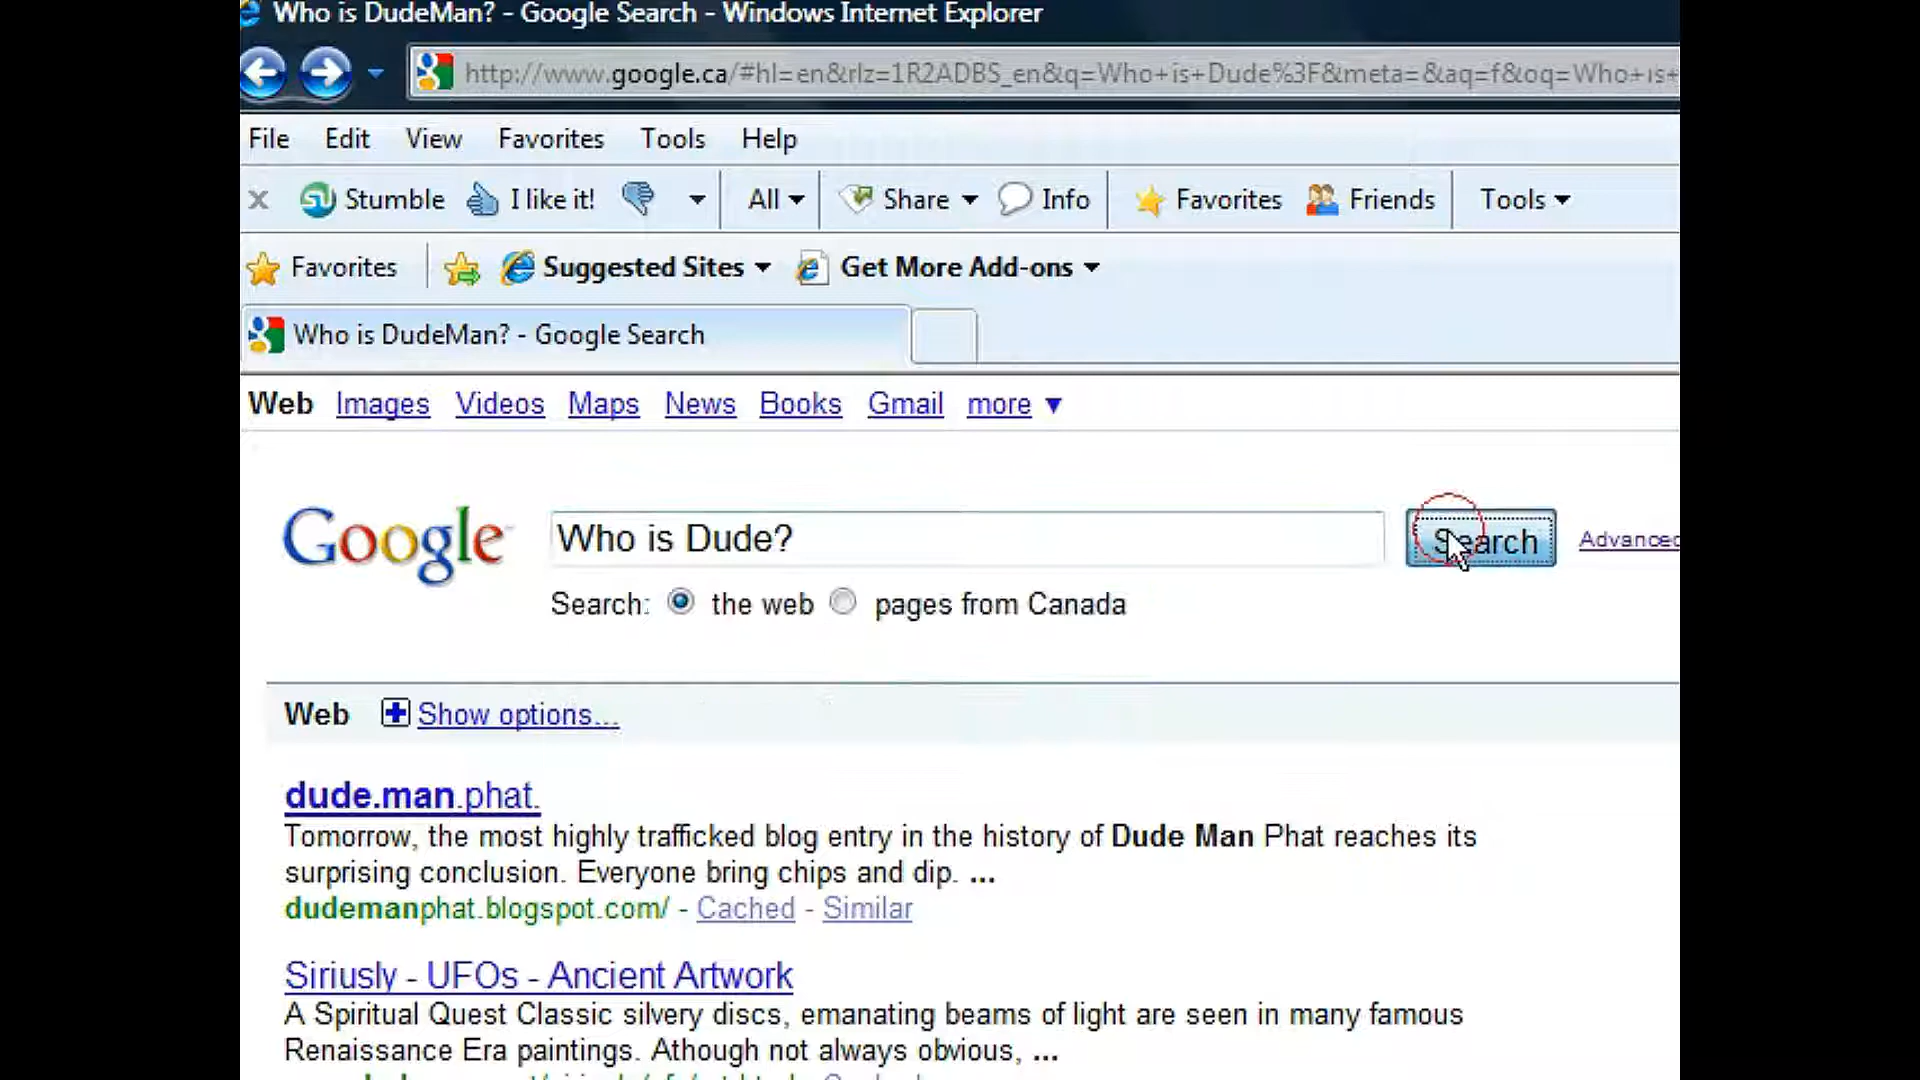 Who is DudeMan? - Google Search - Windows Internet Explorer
http://www.google.ca/#hl=en&rlz=1R2ADBS_en&q=Who+is+Dude%3F&meta=&aq=f&oq=Who+is+
File Edit View Favorites Tools Help
Stumble I like it! All Share Info Favorites Friends Tools
Favorites Suggested Sites Get More Add-ons
Who is DudeMan? - Google Search
Web Images Videos Maps News Books Gmail more
Google Who is Dude? Search Advanced
Search: the web pages from Canada
Web Show options...
dude.man.phat.
Tomorrow, the most highly trafficked blog entry in the history of Dude Man Phat reaches its
surprising conclusion. Everyone bring chips and dip. ...
dudemanphat.blogspot.com/ - Cached - Similar
Siriusly - UFOs - Ancient Artwork
A Spiritual Quest Classic silvery discs, emanating beams of light are seen in many famous
Renaissance Era paintings. Athough not always obvious, ...